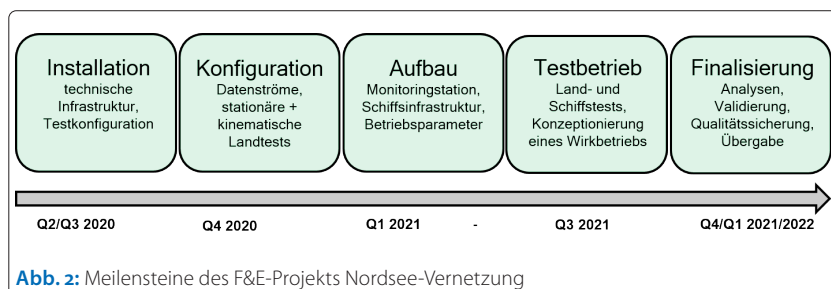 Installation
technische
Infrastruktur,
Testkonfiguration
Konfiguration
Datenströme,
stationäre +
kinematische
Landtests
Aufbau
Monitoringstation,
Schiffsinfrastruktur,
Betriebsparameter
Testbetrieb
Land- und
Schiffstests,
Konzeptionierung
eines Wirkbetriebs
Finalisierung
Analysen,
Validierung,
Qualitätssicherung,
Übergabe
Q2/Q3 2020 Q4 2020 Q1 2021 - Q3 2021 Q4/Q1 2021/2022
Abb. 2: Meilensteine des F&E-Projekts Nordsee-Vernetzung